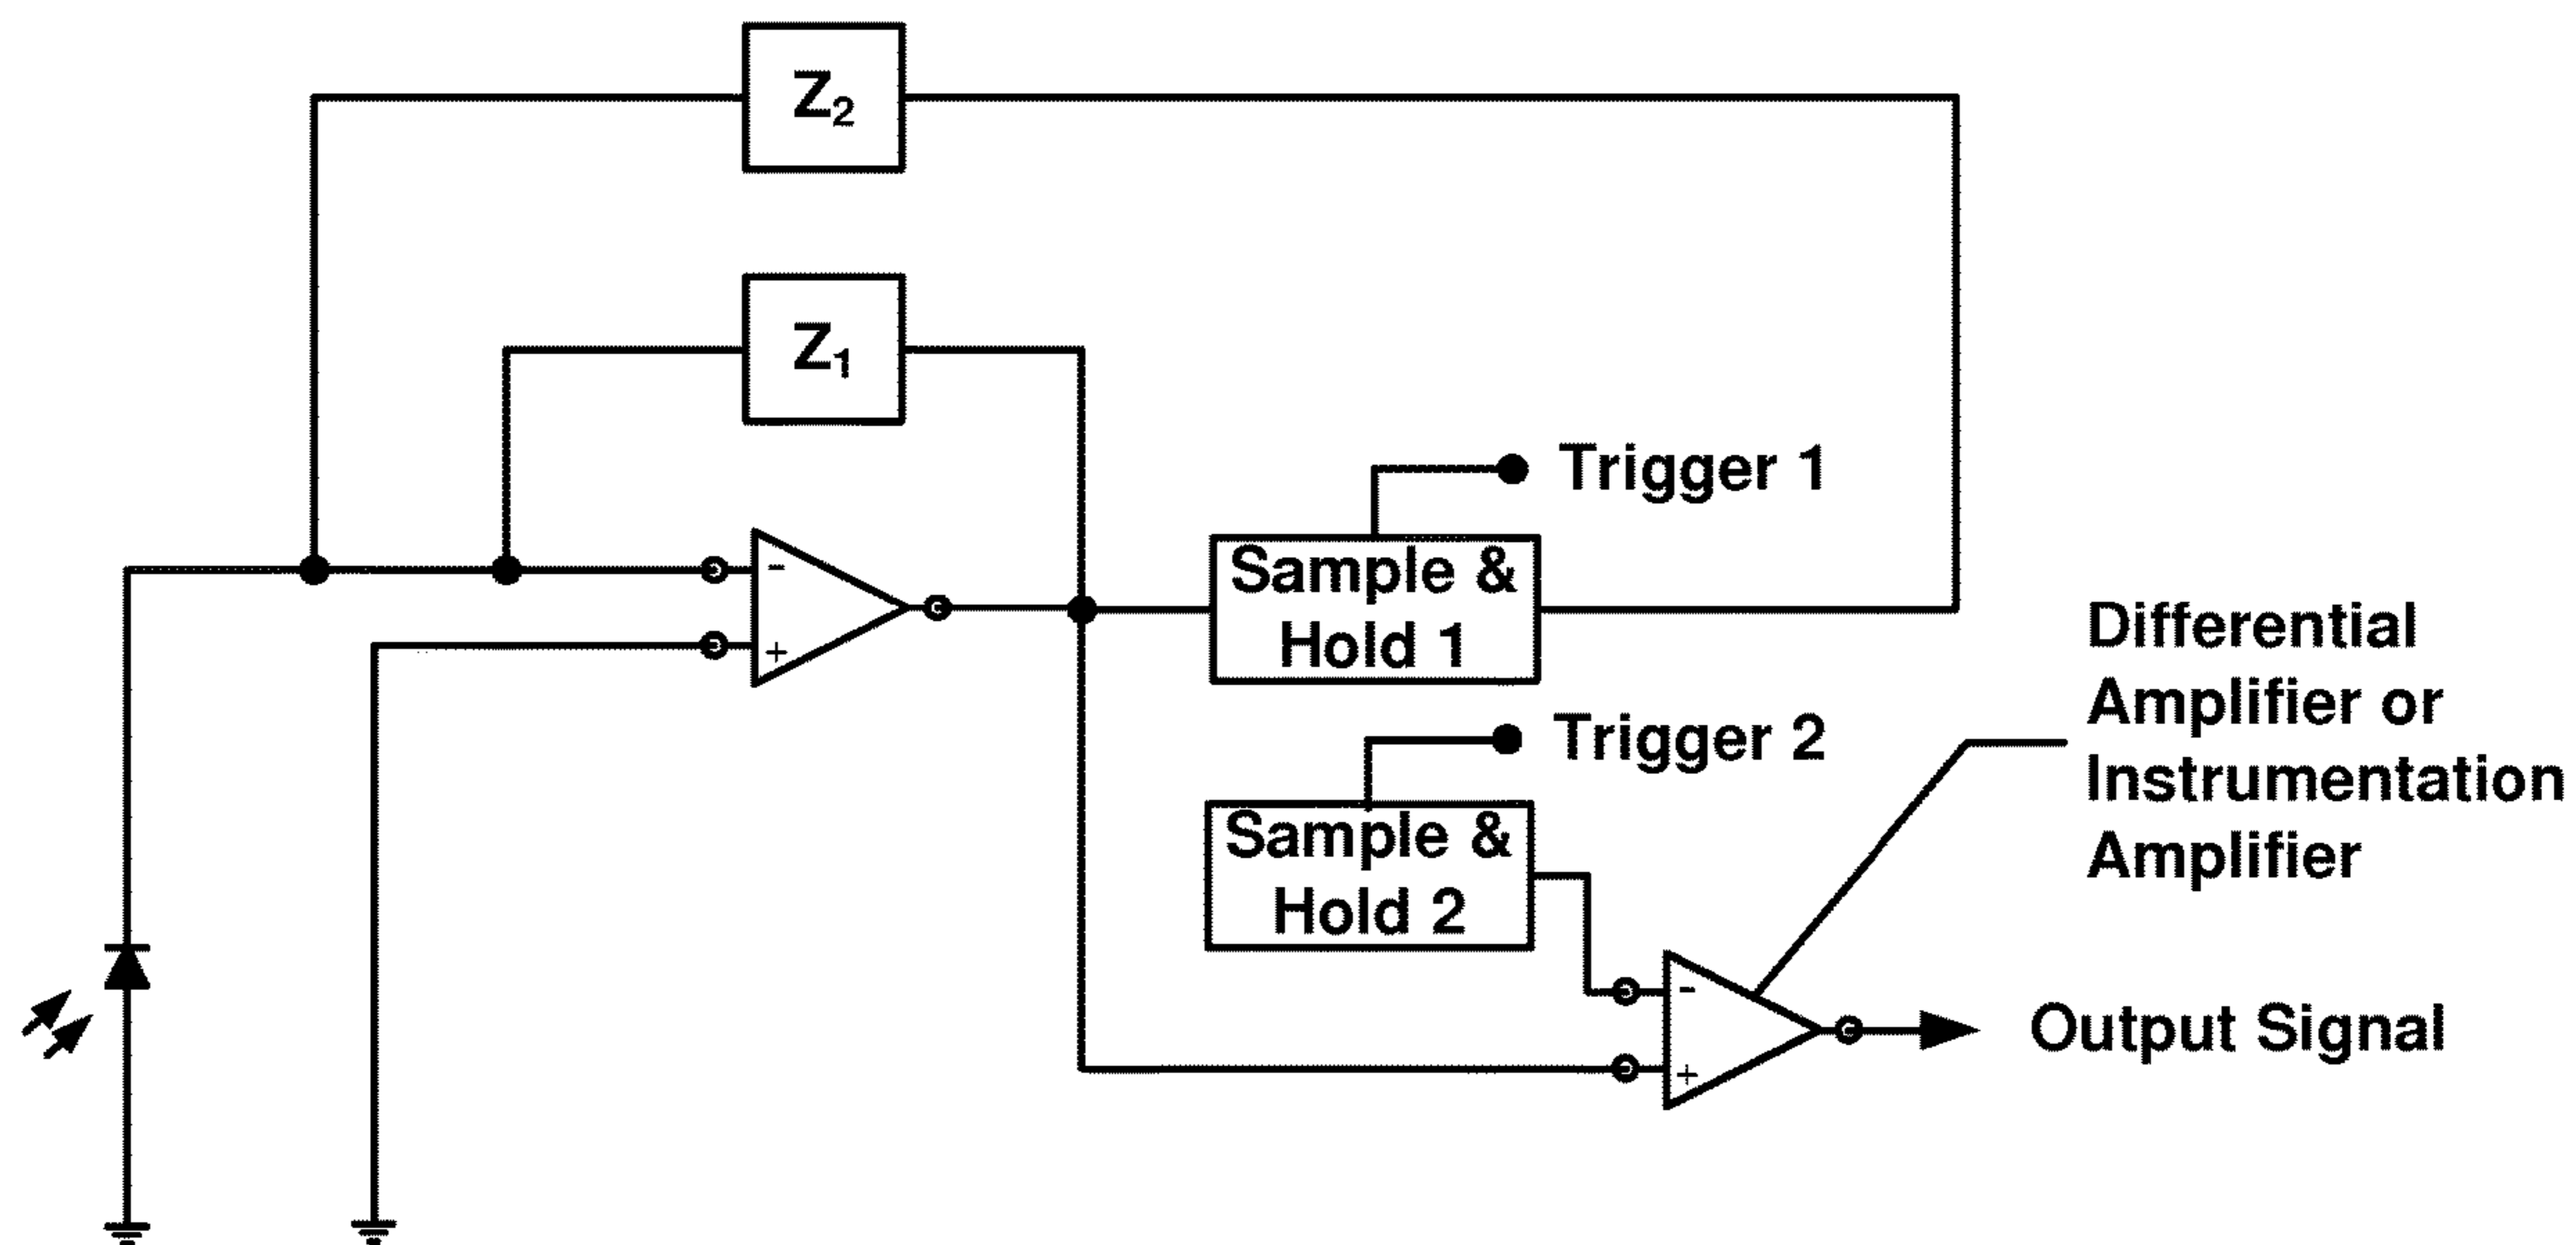 Z2
Z1
Trigger 1
Sample &
Hold 1
-
+
Differential
Amplifier or
Instrumentation
Amplifier
Trigger 2
Sample &
Hold 2
-
+
Output Signal